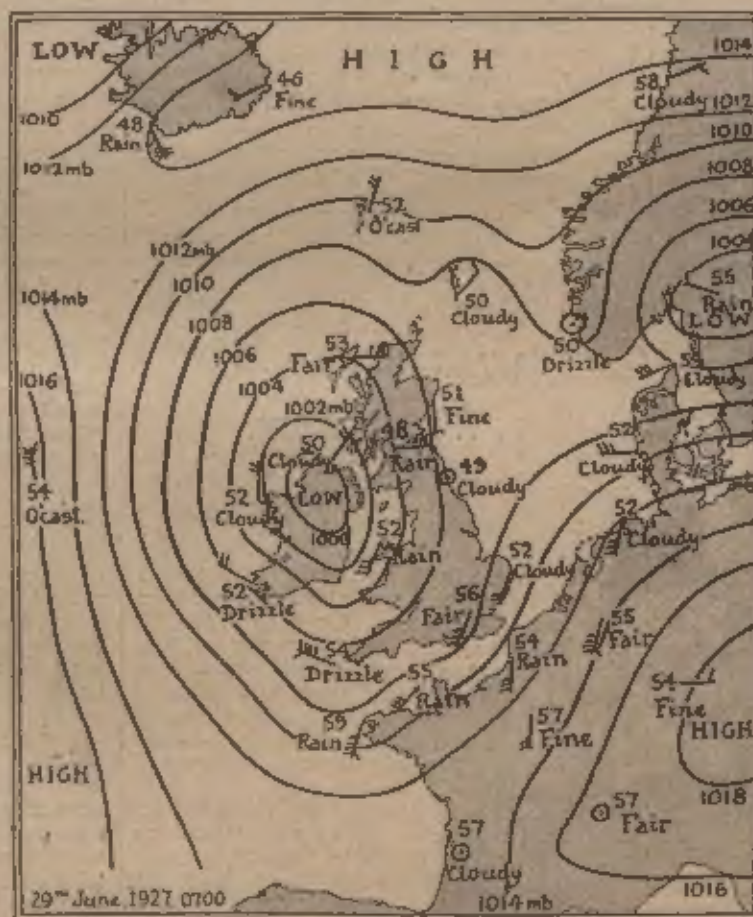 LOW
HIGH
1014
46
Fine
58
Cloudy
1010
48
Rain
1012
1010
1012mb
1008
52
O'cast
1006
1012mb
1004
1010
55
Rain
LOW
1014mb
1008
50
Cloudy
50
Drizzle
1006
53
Fair
Cloudy
1016
1004
51
Fine
1002mb
50
Cloudy
48
Rain
52
Cloudy
54
O'cast.
LOW
49
Cloudy
52
Cloudy
1000
52
Rain
52
Cloudy
52
Cloudy
52
Drizzle
56
Fair
55
Fair
54
Drizzle
54
Rain
55
Rain
54
Fine
59
Rain
57
Fine
HIGH
HIGH
1018
57
Fair
57
Cloudy
29TH June 1927 0700
1014mb
1016